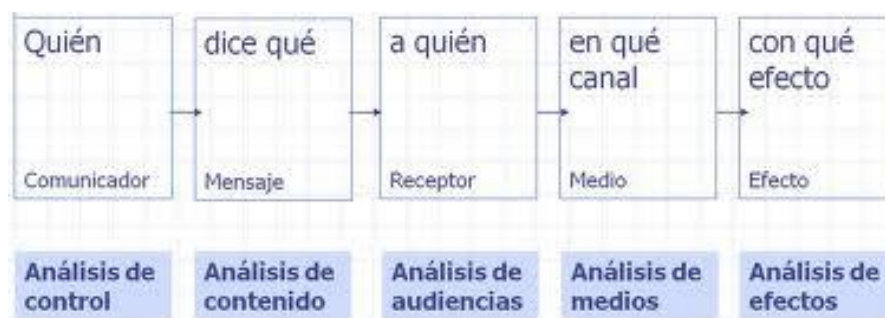 Quién
Comunicador
dice qué
Mensaje
a quién
Receptor
en qué
canal
Medio
con qué
efecto
Efecto
Análisis de
control
Análisis de
contenido
Análisis de
audiencias
Análisis de
medios
Análisis de
efectos